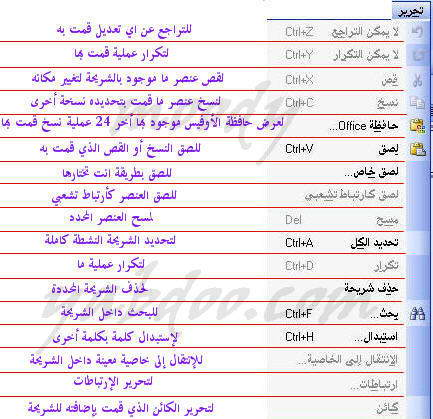 تحرير
لا يمكن التراجع Ctrl+Z للتراجع عن اي تعديل قمت به
لا يمكن التكرار Ctrl+Y لتكرار عملية قمت بها
قص Ctrl+X لقص عنصر ما موجود بالشريحة لتغيير مكانه
نسخ Ctrl+C لنسخ عنصر ما قمت بتحديده نسخة أخرى
حافظة Office... لعرض حافظة الأوفيس موجود بها آخر 24 عملية نسخ قمت بها
لصق Ctrl+V للصق النسخ أو القص الذي قمت به
لصق خاص... للصق بطريقة انت تختارها
لصق كارتباط تشعبي للصق العنصر كأرتباط تشعبي
مسح Del لمسح العنصر المحدد
تحديد الكل Ctrl+A لتحديد الشريحة النشطة كاملة
تكرار Ctrl+D لتكرار عملية ما
حذف شريحة لحذف الشريحة المحددة
بحث... Ctrl+F للبحث داخل الشريحة
استبدال... Ctrl+H لإستبدال كلمة بكلمة أخرى
الإنتقال إلى الخاصية... للإنتقال إلى خاصية معينة داخل الشريحة
ارتباطات... لتحرير الإرتباطات
كائن لتحرير الكائن الذي قمت بإضافته للشريحة